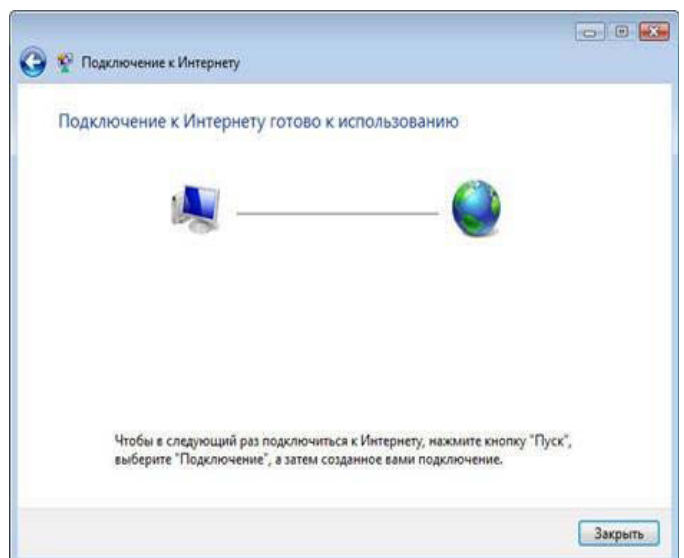 Подключение к Интернету
Подключение к Интернету готово к использованию
Чтобы в следующий раз подключиться к Интернету, нажмите кнопку "Пуск",
выберите "Подключение", а затем созданное вами подключение.
Закрыть